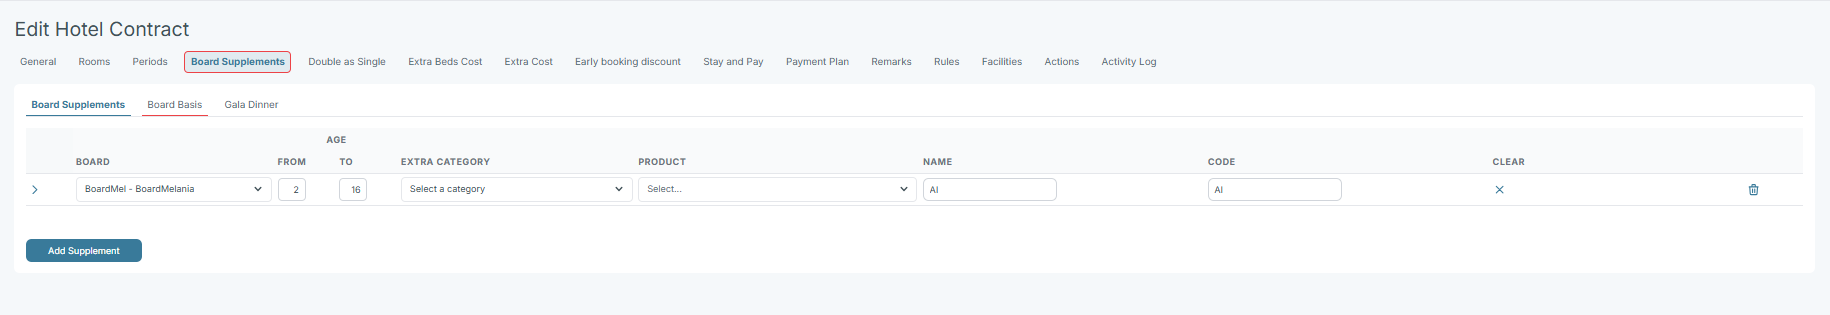 Edit Hotel Contract
General Rooms Periods Board Supplements Double as Single Extra Beds Cost Extra Cost Early booking discount Stay and Pay Payment Plan Remarks Rules Facilities Actions Activity Log
Board Supplements Board Basis Gala Dinner
AGE
BOARD FROM TO EXTRA CATEGORY PRODUCT NAME CODE CLEAR
BoardMel - BoardMelania 2 16 Select a category Select... AI AI
Add Supplement